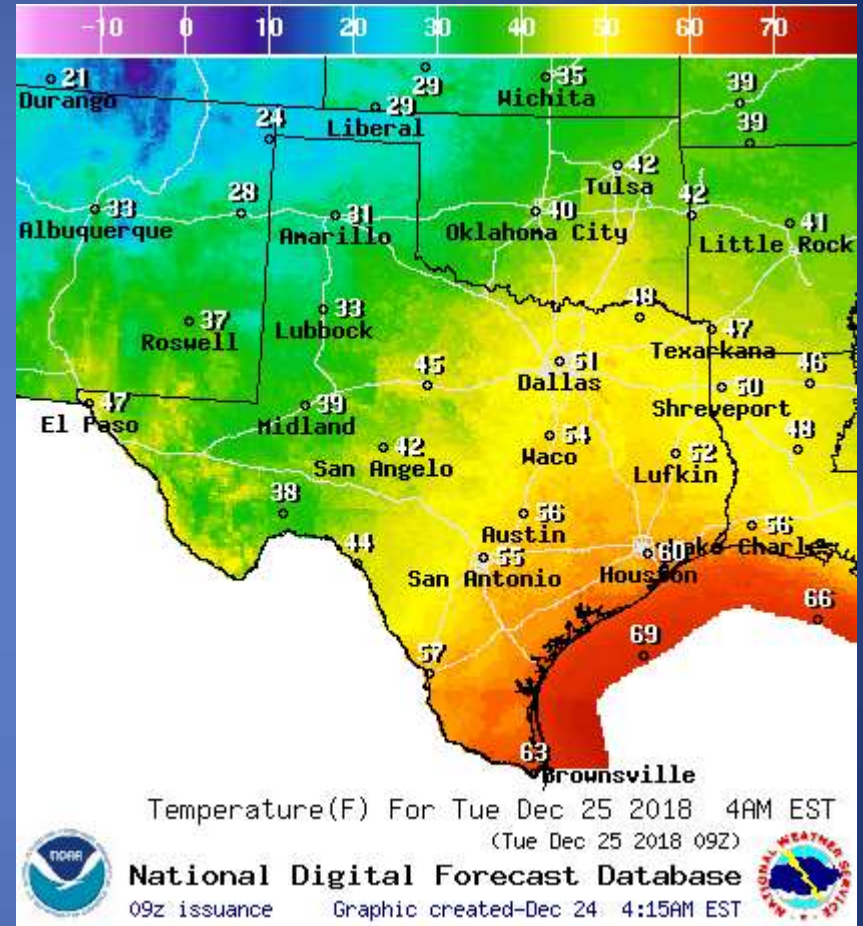 -10 0 10 20 30 40 50 60 70
21 29 35 39
Durango 29 Wichita
24 Liberal 39
42
Tulsa
33 28 31 40 42 41
Albuquerque Amarillo Oklahoma City Little Rock
37 33 48 47
Roswell Lubbock Texarkana
45 51 46
Dallas 50
47 39 Shreveport
El Paso Midland 42 54 52 48
San Angelo Waco Lufkin
38 56 56
Austin
44 55 60 Lake Charles
San Antonio Houston
66
69
57
63
Brownsville
Temperature(F) For Tue Dec 25 2018 4AM EST
(Tue Dec 25 2018 09Z)
NOAA
NATIONAL WEATHER SERVICE
National Digital Forecast Database
09z issuance Graphic created-Dec 24 4:15AM EST